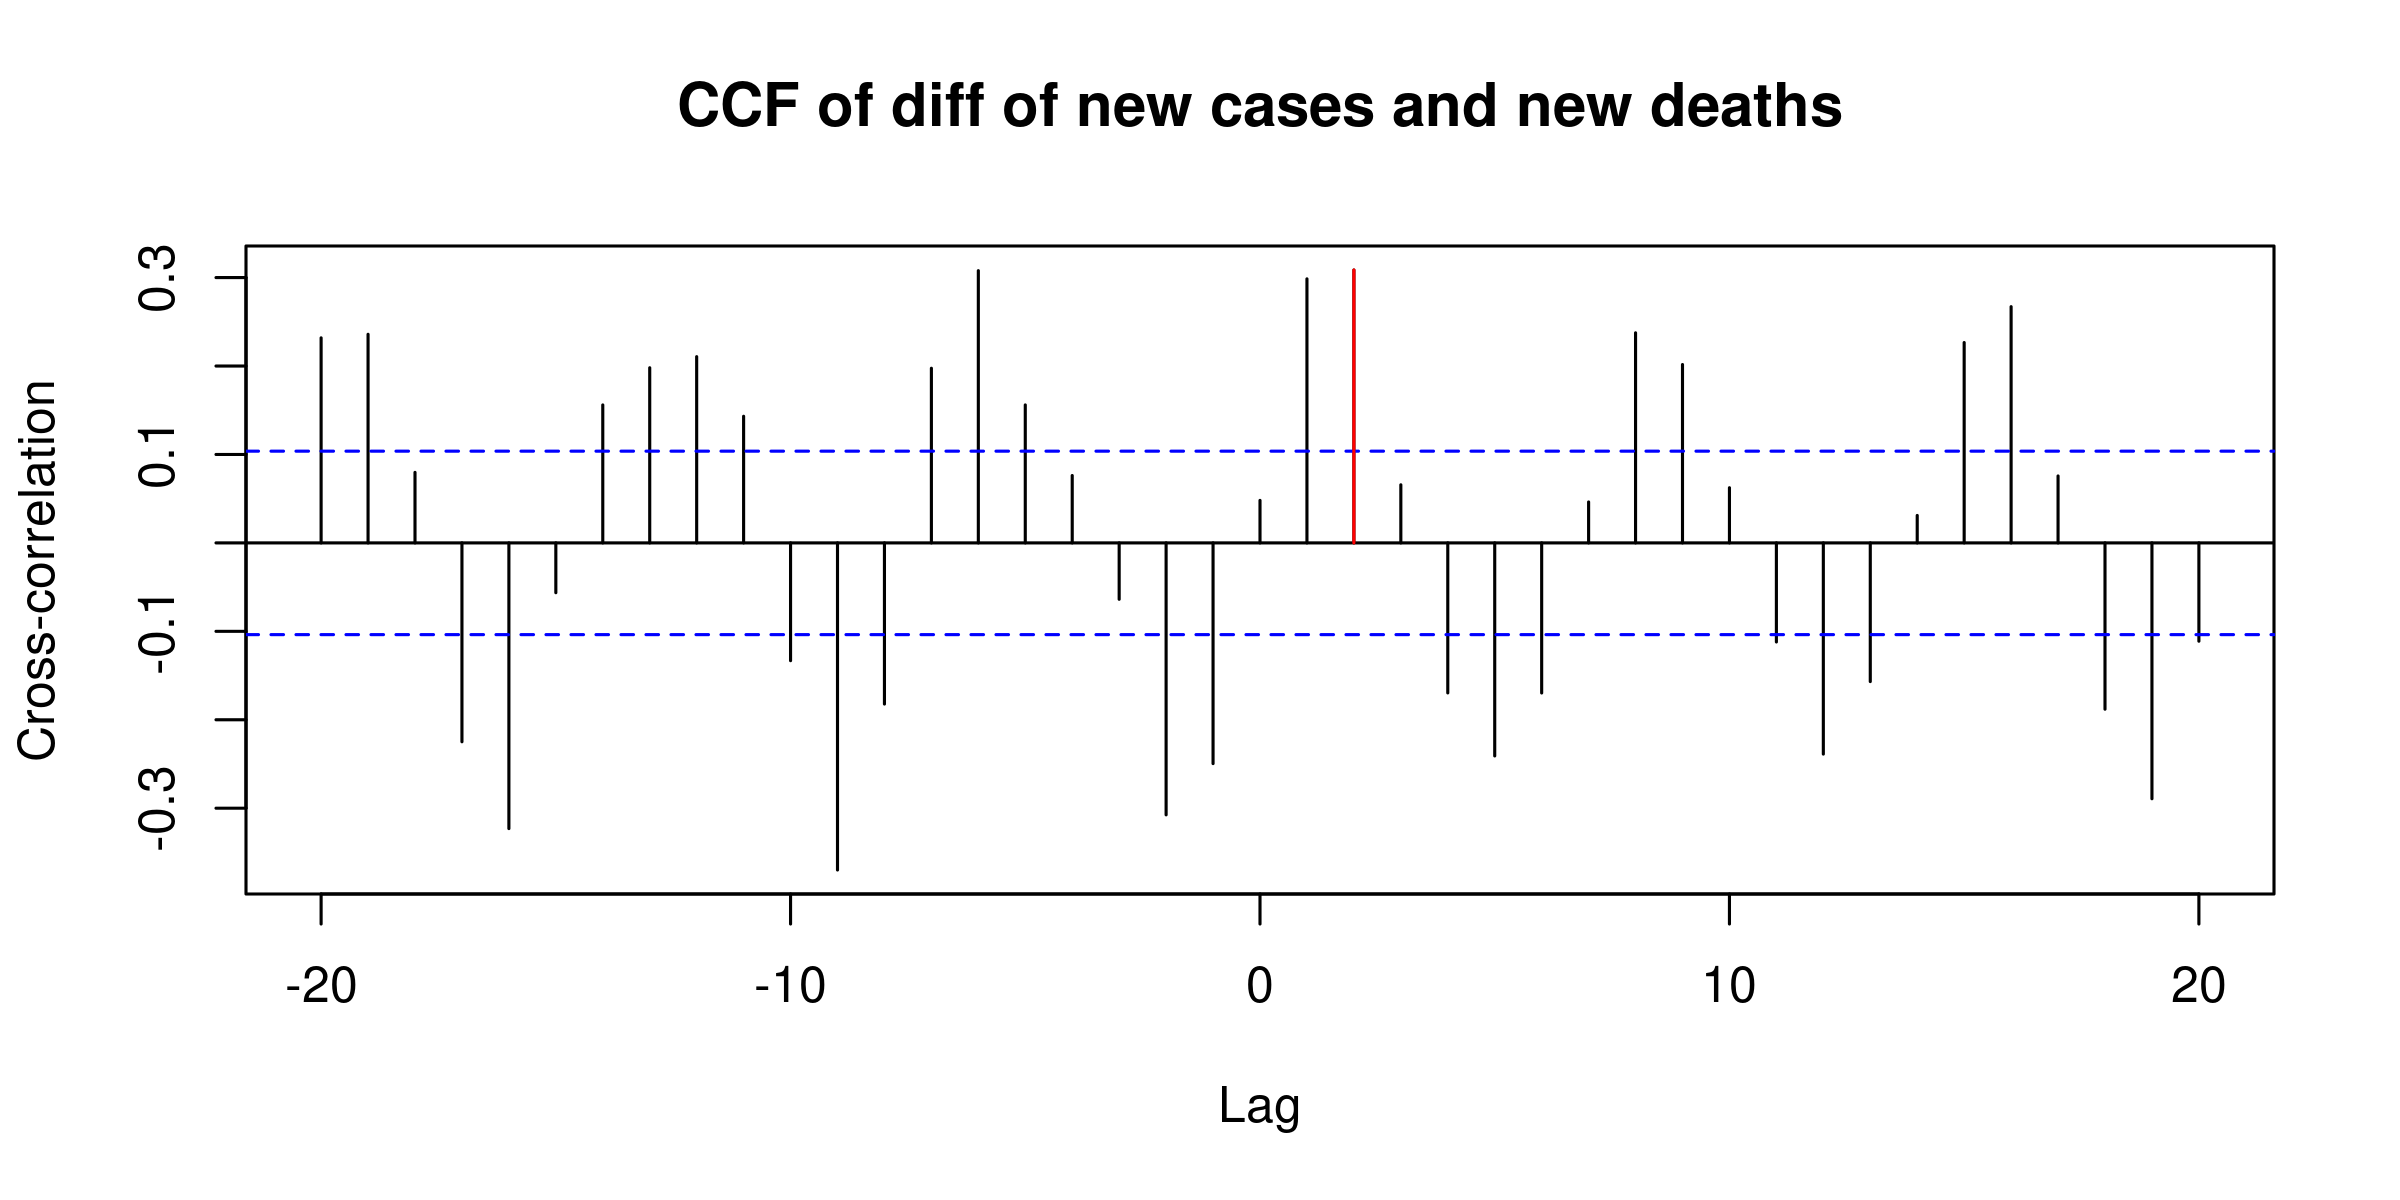 CCF of diff of new cases and new deaths
Cross-correlation
0.3
0.1
-0.1
-0.3
-20 -10 0 10 20
Lag